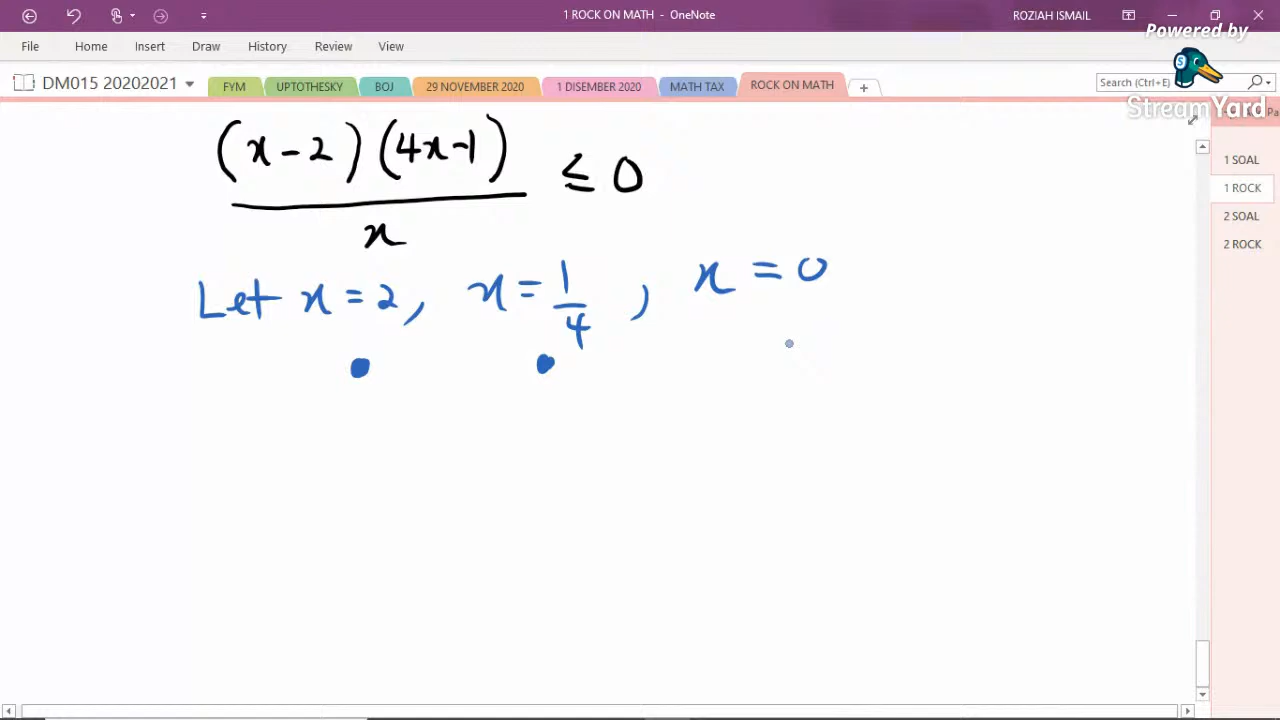 1 ROCK ON MATH - OneNote
ROZIAH ISMAIL
Powered by
StreamYard
File Home Insert Draw History Review View
DM015 20202021
FYM UPTOTHESKY BOJ 29 NOVEMBER 2020 1 DISEMBER 2020 MATH TAX ROCK ON MATH
Search (Ctrl+E)
Pa
1 SOAL
1 ROCK
2 SOAL
2 ROCK
(x-2)(4x-1)
≤ 0
x
Let x = 2, x = 1/4, x = 0